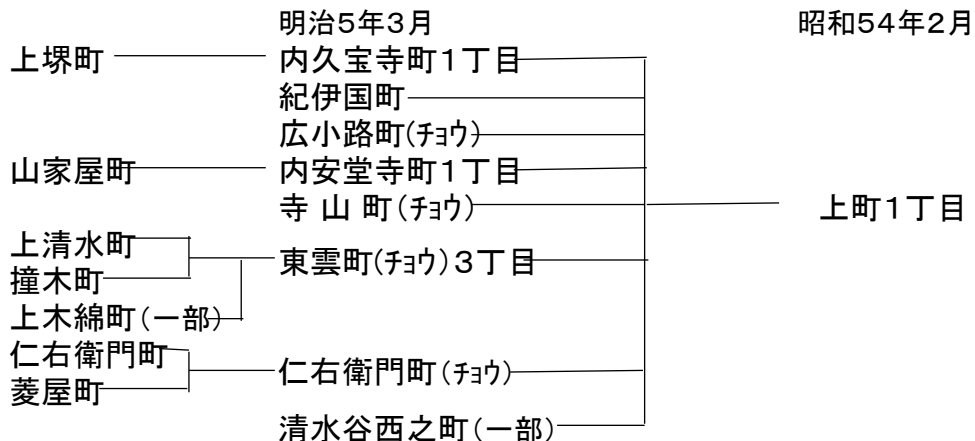 明治5年3月 昭和54年2月
上堺町 内久宝寺町1丁目
紀伊国町
広小路町(ﾁｮｳ)
山家屋町 内安堂寺町1丁目
寺山町(ﾁｮｳ) 上町1丁目
上清水町
東雲町(ﾁｮｳ)3丁目
撞木町
上木綿町(一部)
仁右衛門町
仁右衛門町(ﾁｮｳ)
菱屋町
清水谷西之町(一部)